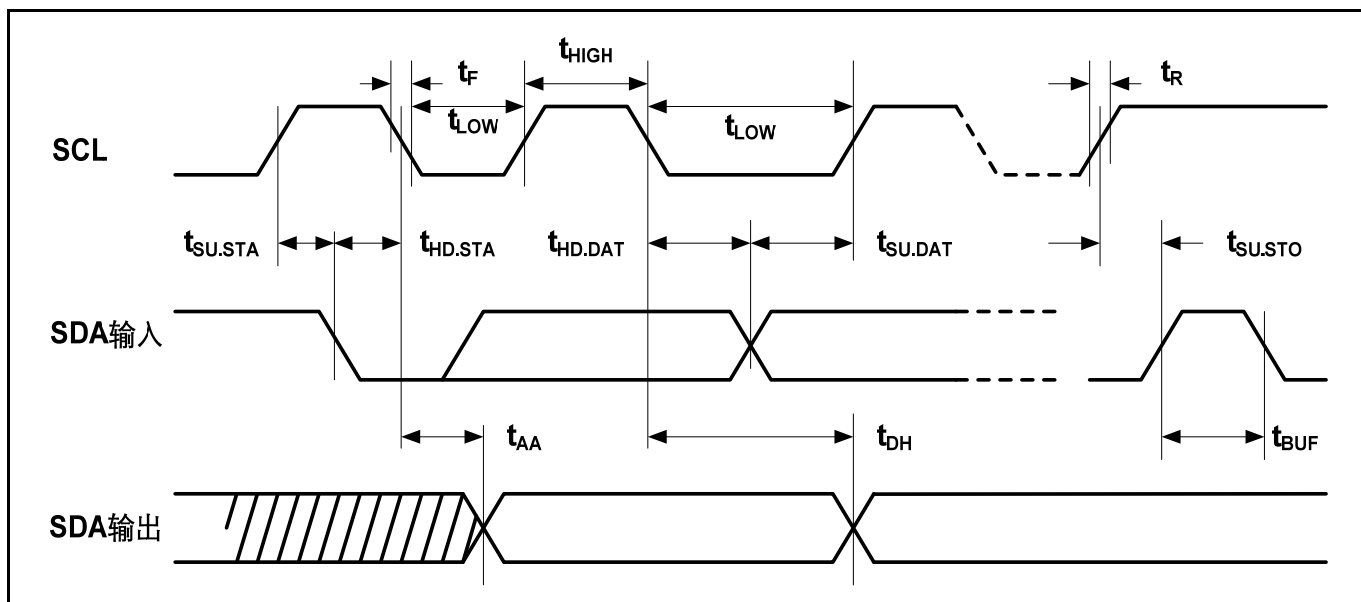 tHIGH
tF
tR
tLOW
tLOW
SCL
tSU.STA
tHD.STA
tHD.DAT
tSU.DAT
tSU.STO
SDA输入
tAA
tDH
tBUF
SDA输出